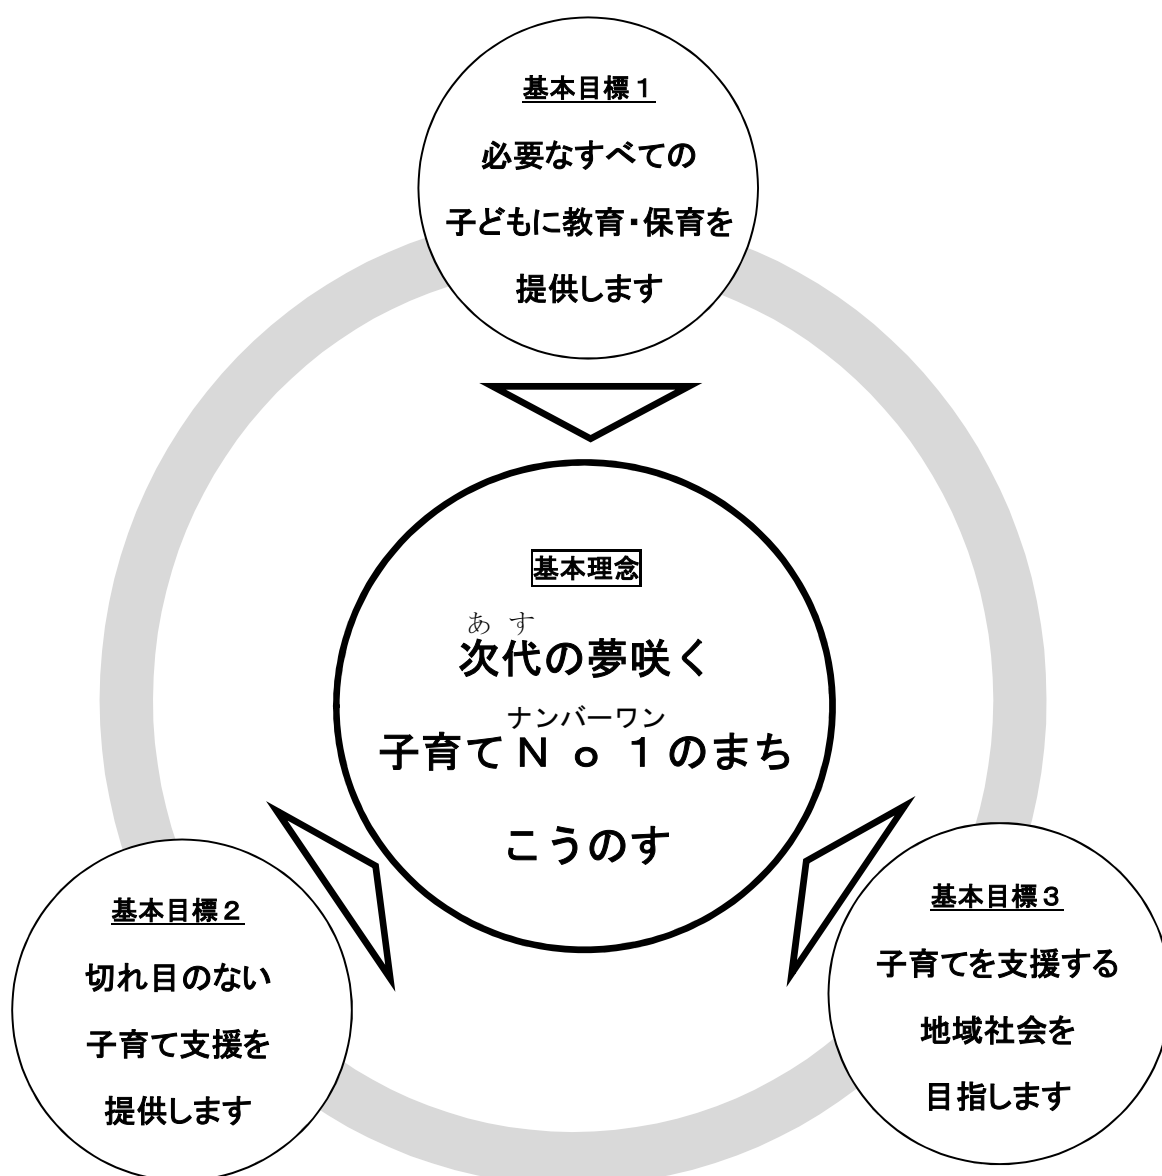 基本目標１
必要なすべての
子どもに教育・保育を
提供します
基本理念
あす
次代の夢咲く
ナンバーワン
子育てＮｏ１のまち
こうのす
基本目標２
切れ目のない
子育て支援を
提供します
基本目標３
子育てを支援する
地域社会を
目指します